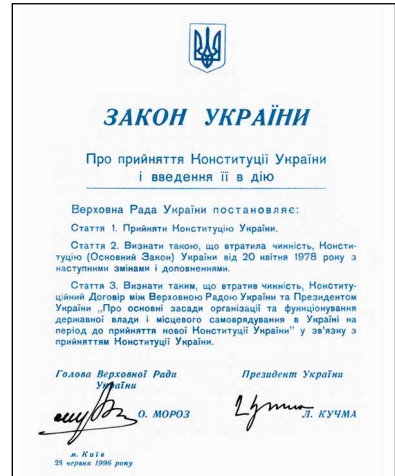 ЗАКОН УКРАЇНИ
Про прийняття Конституції України
і введення її в дію
Верховна Рада України постановляє:
Стаття 1. Прийняти Конституцію України.
Стаття 2. Визнати такою, що втратила чинність, Консти-
туцію (Основний Закон) України від 20 квітня 1978 року з
наступними змінами і доповненнями.
Стаття 3. Визнати таким, що втратив чинність, Конститу-
ційний Договір між Верховною Радою України та Президентом
України „Про основні засади організації та функціонування
державної влади і місцевого самоврядування в Україні на
період до прийняття нової Конституції України" у зв'язку з
прийняттям Конституції України.
Голова Верховної Ради
України
Президент України
О. МОРОЗ
Л. КУЧМА
м. Київ
28 червня 1996 року